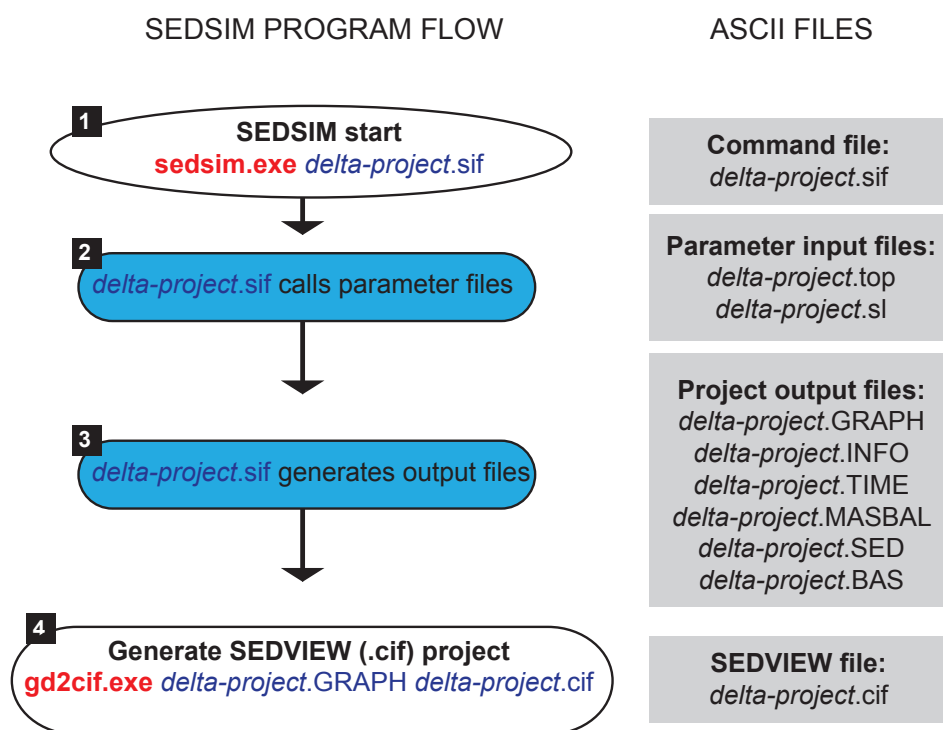 SEDSIM PROGRAM FLOW
ASCII FILES
1
SEDSIM start
sedsim.exe delta-project.sif
Command file:
delta-project.sif
2
delta-project.sif calls parameter files
Parameter input files:
delta-project.top
delta-project.sl
3
delta-project.sif generates output files
Project output files:
delta-project.GRAPH
delta-project.INFO
delta-project.TIME
delta-project.MASBAL
delta-project.SED
delta-project.BAS
4
Generate SEDVIEW (.cif) project
gd2cif.exe delta-project.GRAPH delta-project.cif
SEDVIEW file:
delta-project.cif